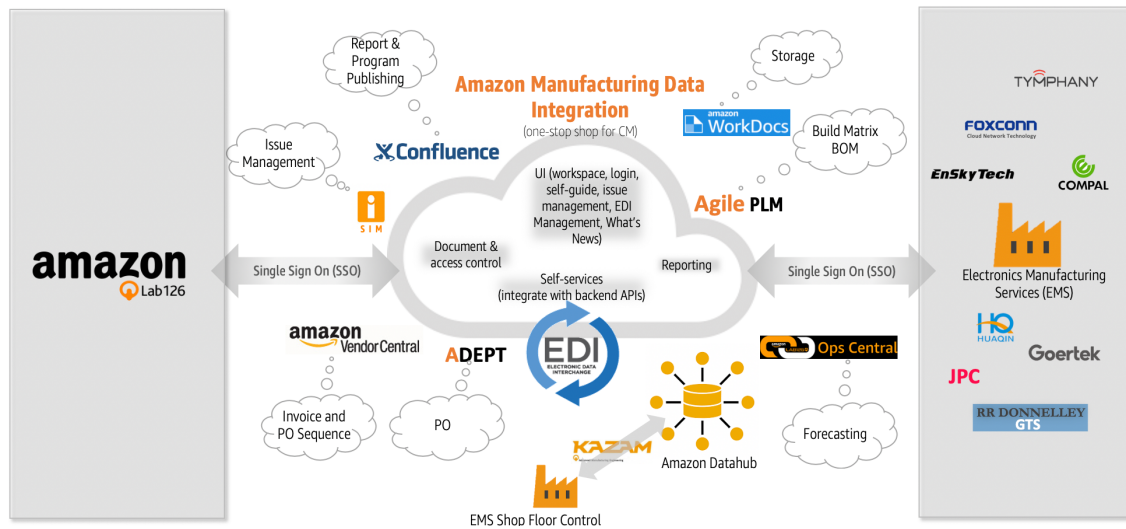 Report &
Program
Publishing
Storage
Amazon Manufacturing Data
Integration
(one-stop shop for CM)
TYMPHANY
amazon
WorkDocs
FOXCONN
Cloud Network Technology
Issue
Management
Build Matrix
BOM
Confluence
EnSkyTech
COMPAL
UI (workspace, login,
self-guide, issue
management, EDI
Management, What's
News)
i
SIM
Agile PLM
Document &
access control
Reporting
amazon
Lab126
Single Sign On (SSO)
Single Sign On (SSO)
Electronics Manufacturing
Services (EMS)
Self-services
(integrate with backend APIs)
HQ
HUAQIN
amazon
Vendor Central
ADEPT
EDI
ELECTRONIC DATA
INTERCHANGE
Ops Central
Goertek
JPC
Invoice and
PO Sequence
PO
Forecasting
RR DONNELLEY
GTS
KAZAM
Amazon Datahub
EMS Shop Floor Control